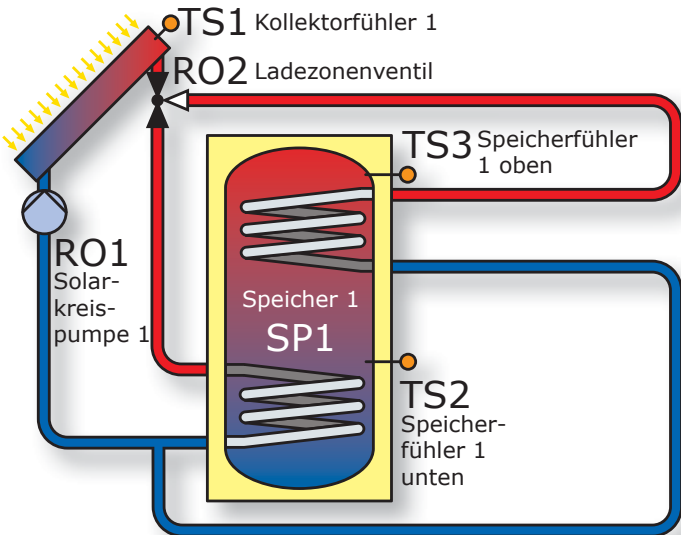 TS1 Kollektorfühler 1
RO2 Ladezonenventil
TS3 Speicherfühler
1 oben
RO1
Solar-
kreis-
pumpe 1
Speicher 1
SP1
TS2
Speicher-
fühler 1
unten